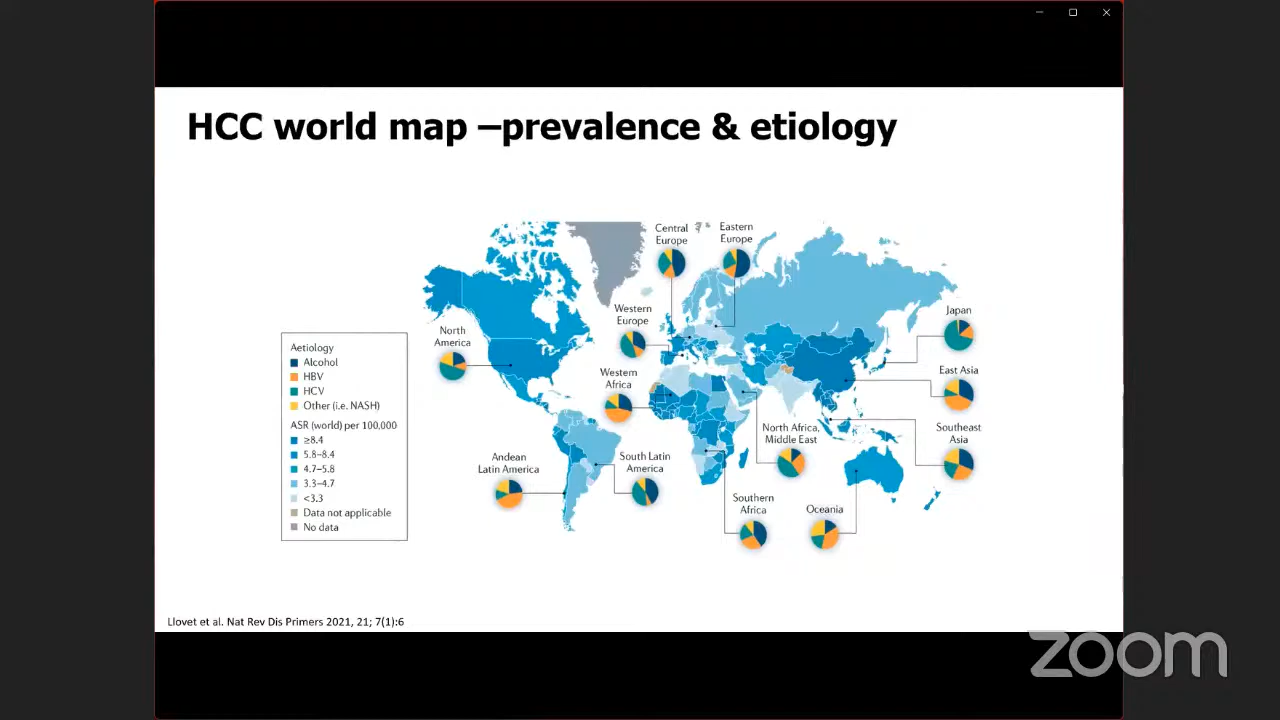 HCC world map –prevalence & etiology
Central
Europe
Eastern
Europe
Western
Europe
Japan
North
America
Aetiology
Alcohol
HBV
HCV
Other (i.e. NASH)
ASR (world) per 100,000
≥8.4
5.8–8.4
4.7–5.8
3.3–4.7
<3.3
Data not applicable
No data
Western
Africa
East Asia
North Africa,
Middle East
Southeast
Asia
Andean
Latin America
South Latin
America
Southern
Africa
Oceania
Llovet et al. Nat Rev Dis Primers 2021, 21; 7(1):6
zoom